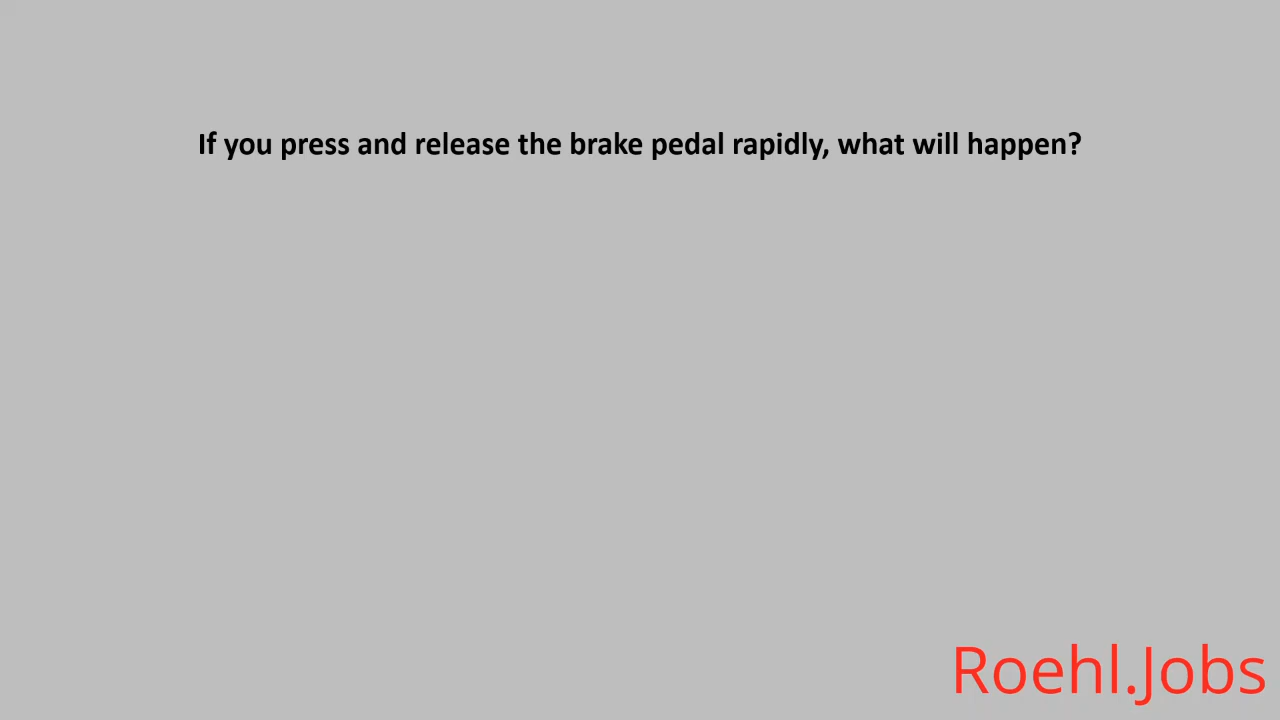 If you press and release the brake pedal rapidly, what will happen?
Roehl.Jobs